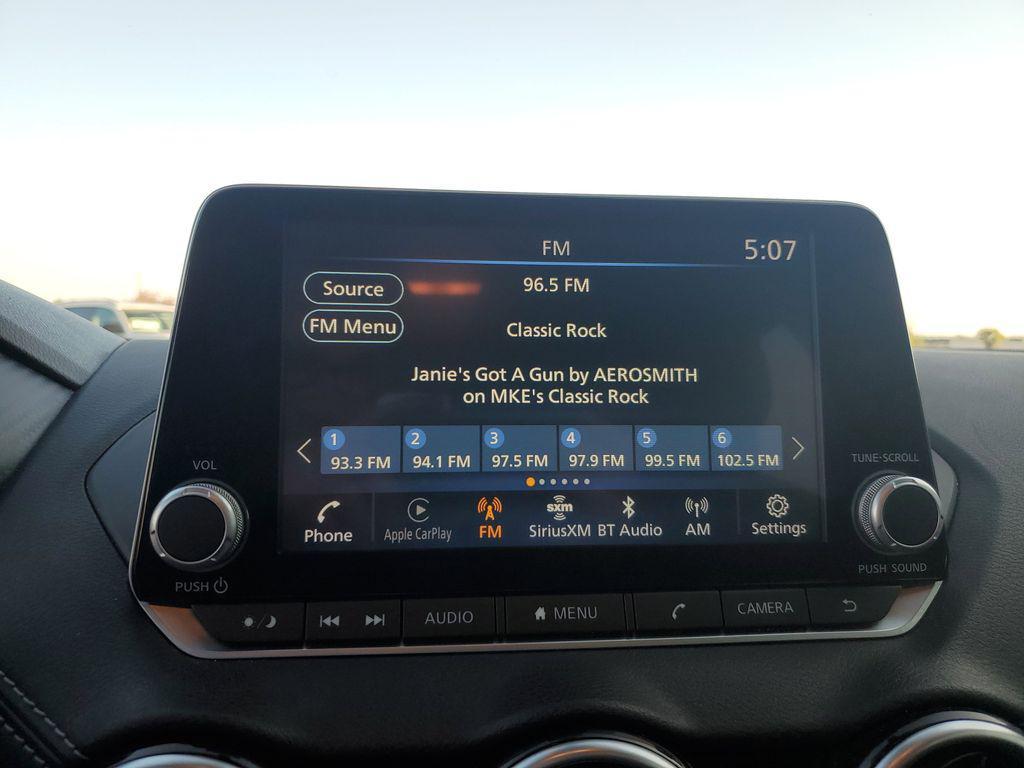 FM
5:07
Source
96.5 FM
FM Menu
Classic Rock
Janie's Got A Gun by AEROSMITH
on MKE's Classic Rock
1
2
3
4
5
6
93.3 FM
94.1 FM
97.5 FM
97.9 FM
99.5 FM
102.5 FM
VOL
TUNE·SCROLL
sxm
Phone
Apple CarPlay
FM
SiriusXM
BT Audio
AM
Settings
PUSH
PUSH SOUND
AUDIO
MENU
CAMERA